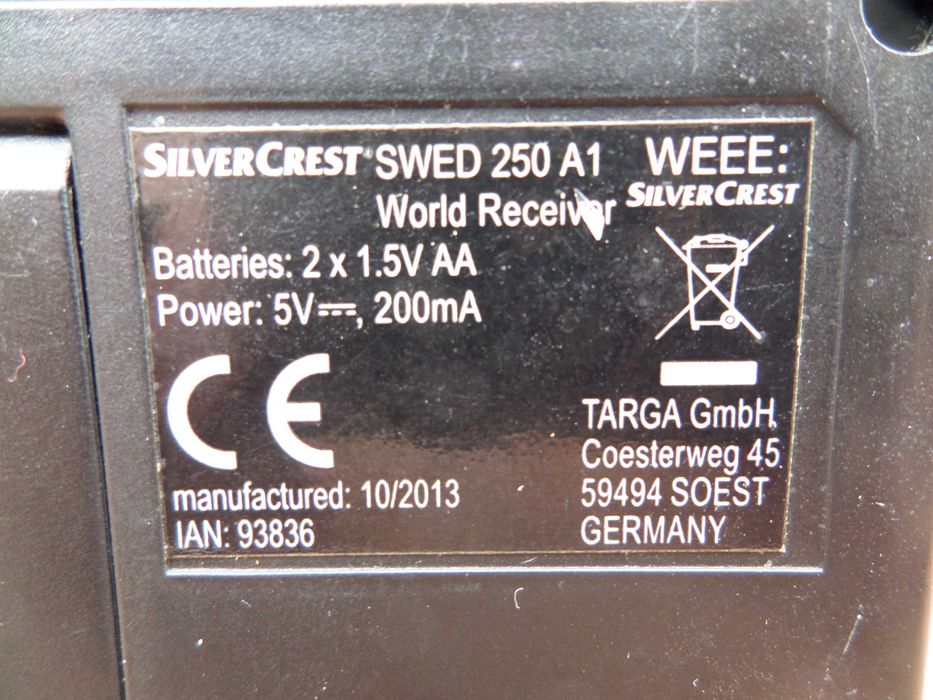 SILVERCREST SWED 250 A1
World Receiver
Batteries: 2 x 1.5V AA
Power: 5V⎓, 200mA
CE
manufactured: 10/2013
IAN: 93836
WEEE:
SILVERCREST
TARGA GmbH
Coesterweg 45
59494 SOEST
GERMANY